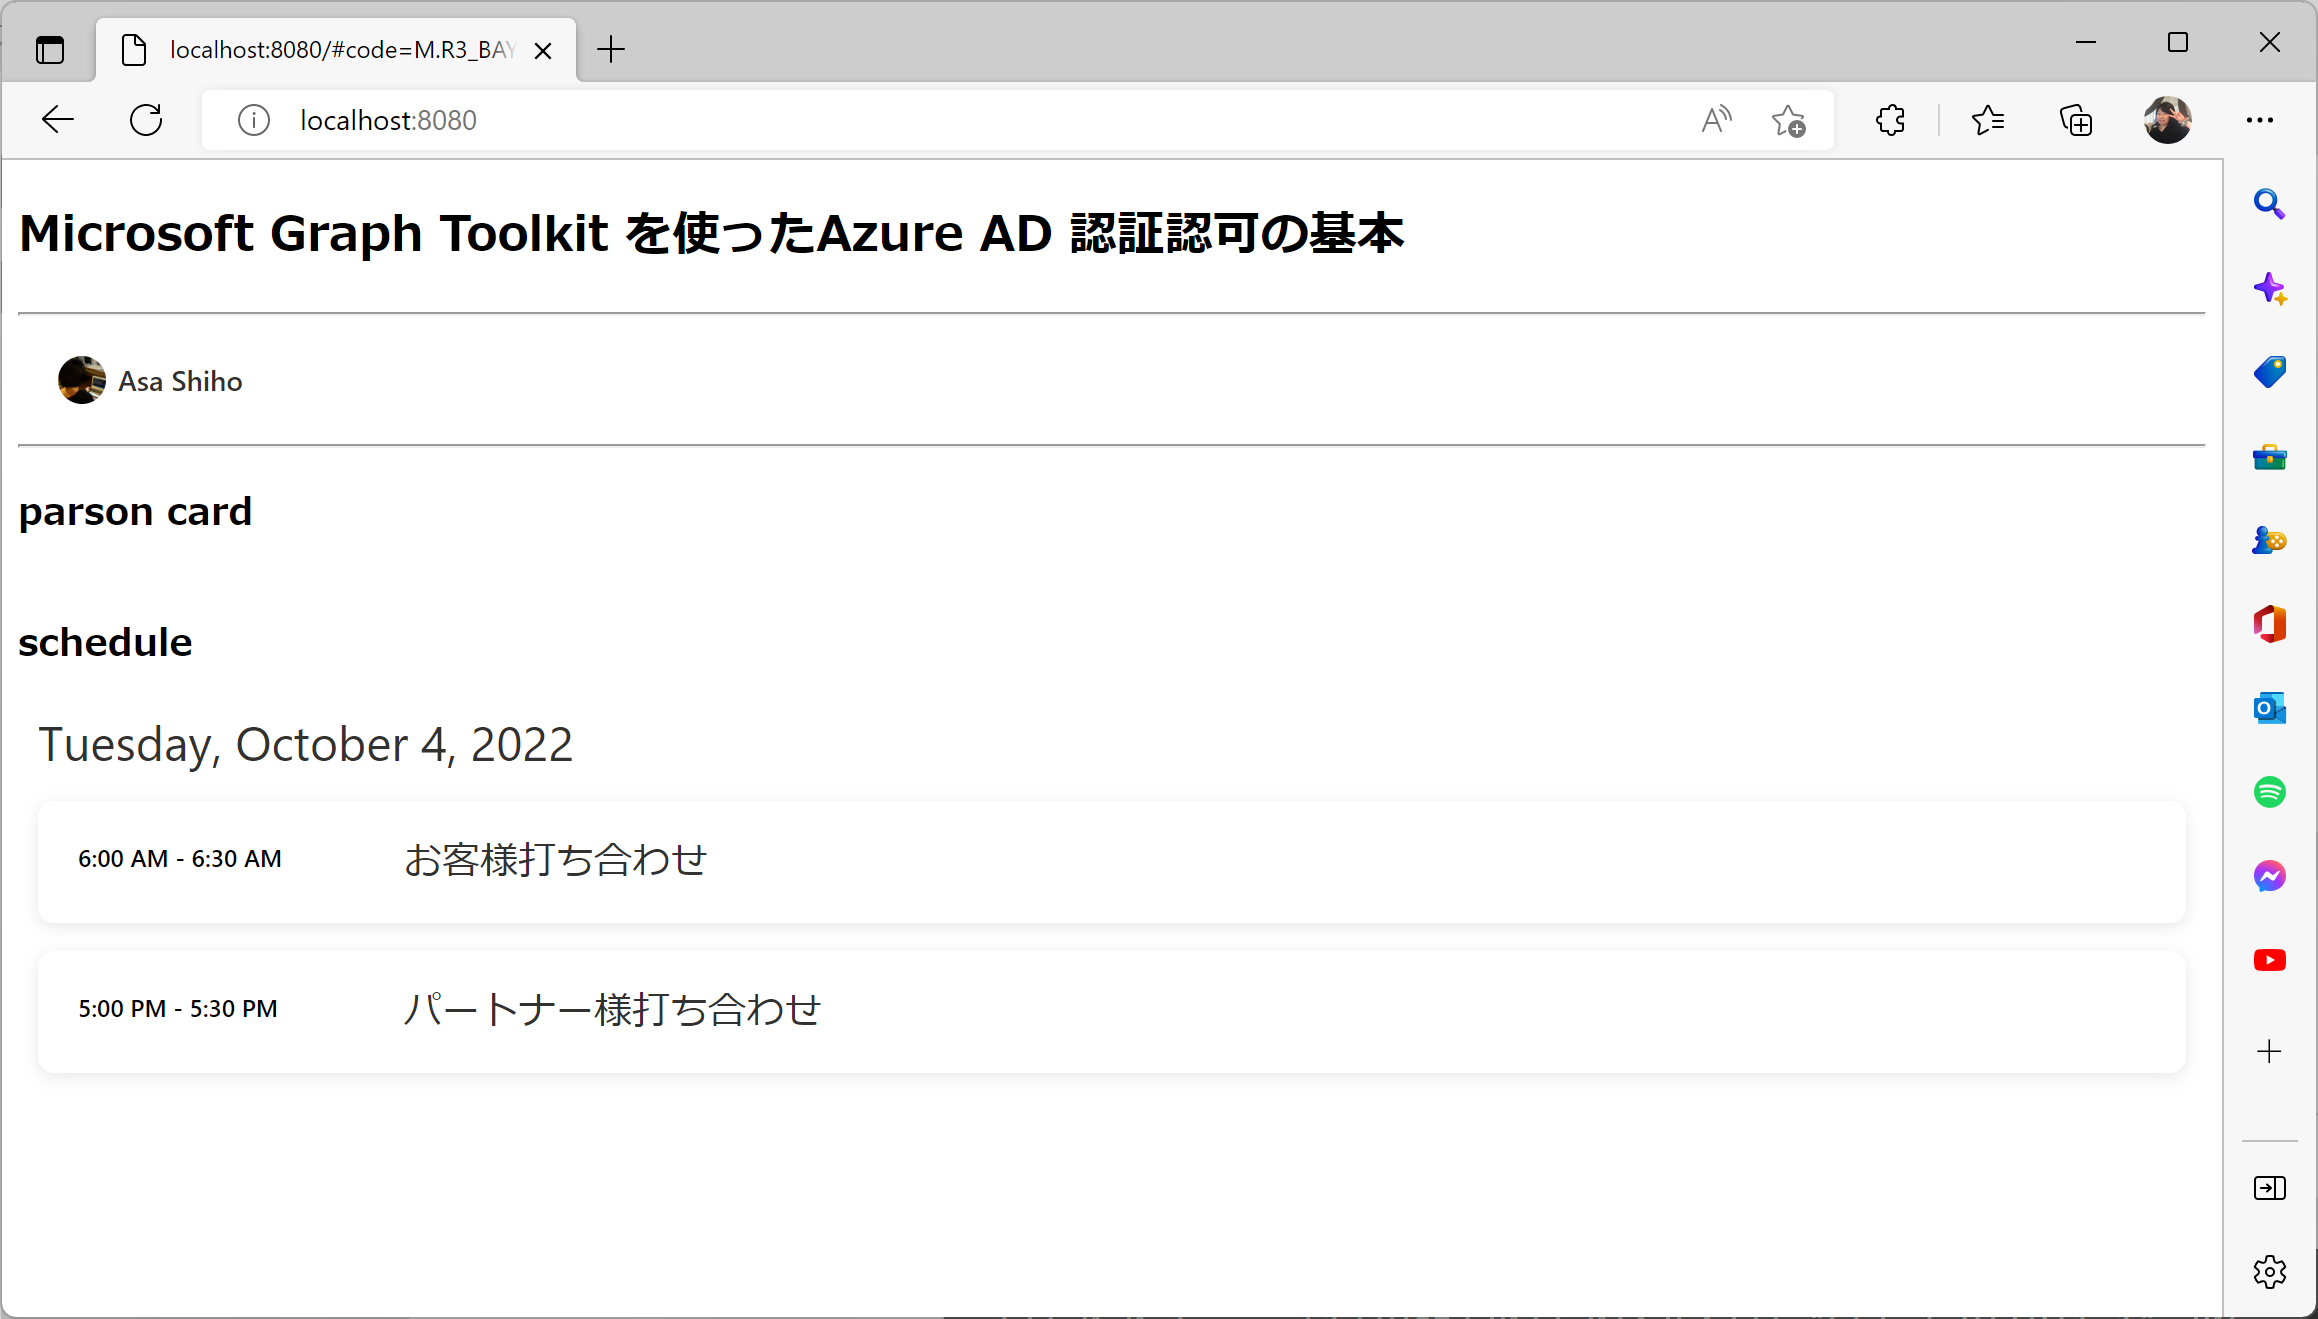 localhost:8080/#code=M.R3_BAY
localhost:8080
Microsoft Graph Toolkit を使ったAzure AD 認証認可の基本
Asa Shiho
parson card
schedule
Tuesday, October 4, 2022
6:00 AM - 6:30 AM お客様打ち合わせ
5:00 PM - 5:30 PM パートナー様打ち合わせ